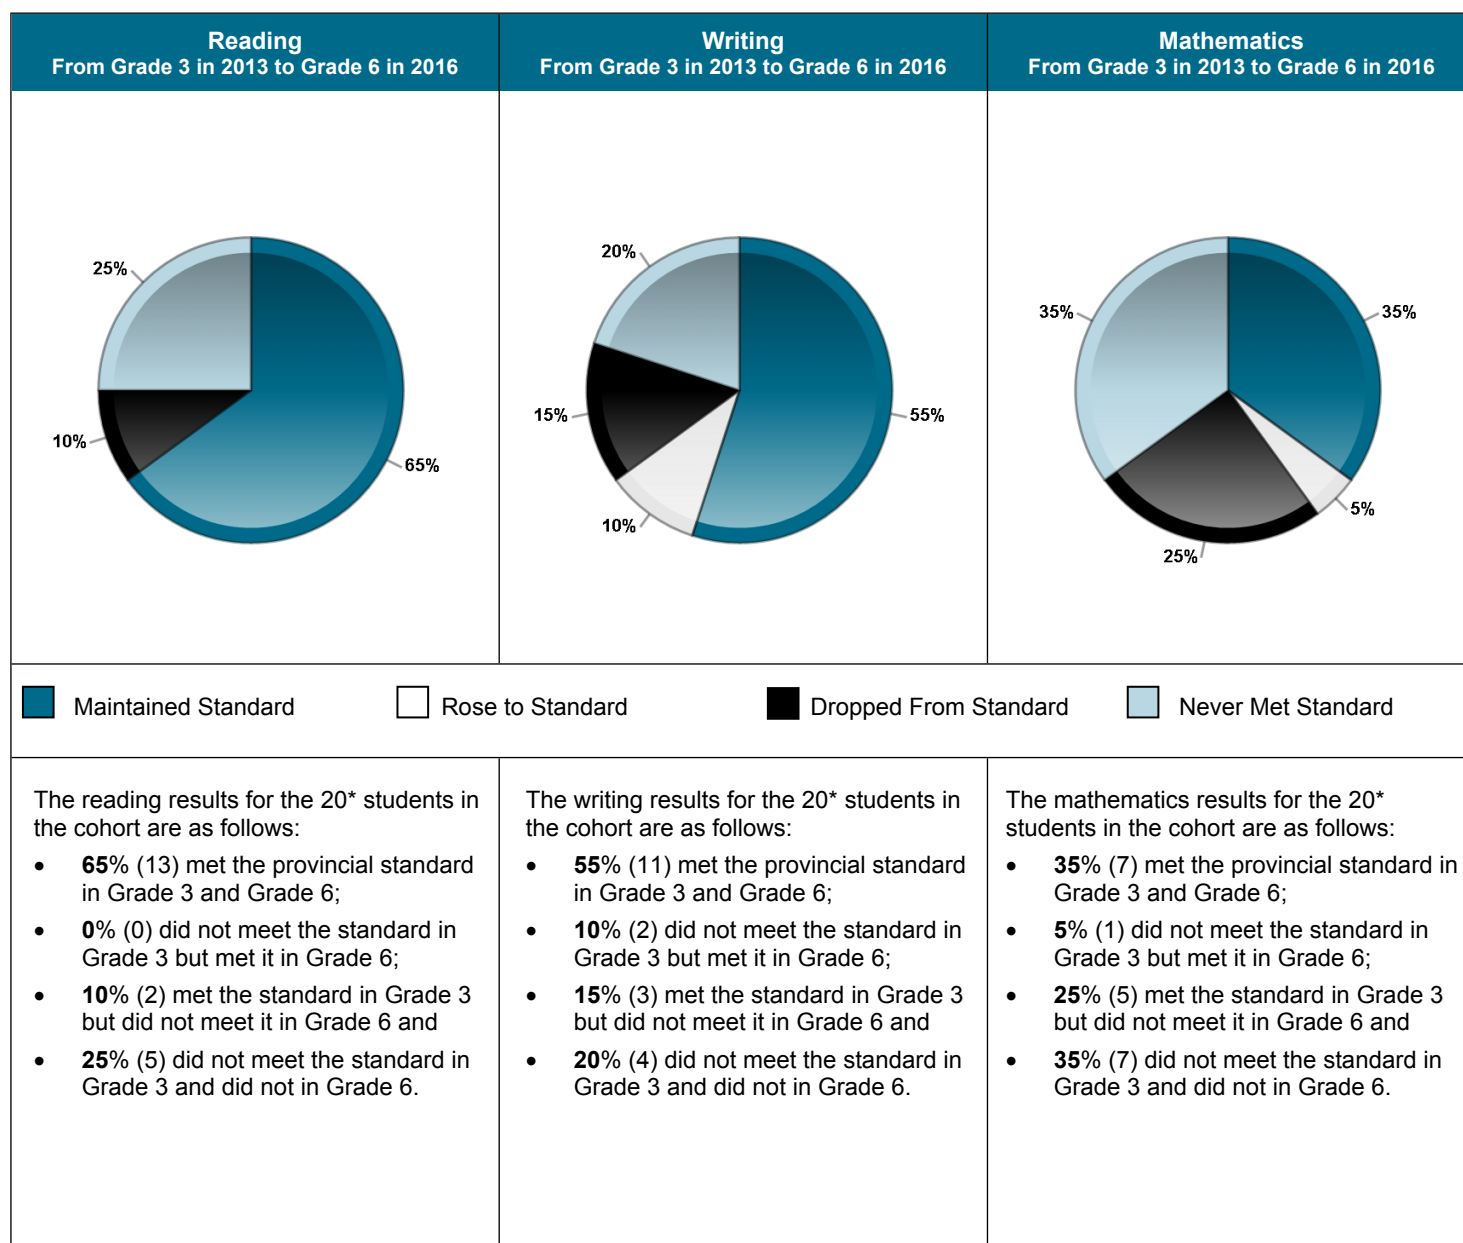 Reading
From Grade 3 in 2013 to Grade 6 in 2016
Writing
From Grade 3 in 2013 to Grade 6 in 2016
Mathematics
From Grade 3 in 2013 to Grade 6 in 2016
25%
10%
65%
20%
15%
10%
55%
35%
35%
5%
25%
Maintained Standard
Rose to Standard
Dropped From Standard
Never Met Standard
The reading results for the 20* students in
the cohort are as follows:
• 65% (13) met the provincial standard
in Grade 3 and Grade 6;
• 0% (0) did not meet the standard in
Grade 3 but met it in Grade 6;
• 10% (2) met the standard in Grade 3
but did not meet it in Grade 6 and
• 25% (5) did not meet the standard in
Grade 3 and did not in Grade 6.
The writing results for the 20* students in
the cohort are as follows:
• 55% (11) met the provincial standard
in Grade 3 and Grade 6;
• 10% (2) did not meet the standard in
Grade 3 but met it in Grade 6;
• 15% (3) met the standard in Grade 3
but did not meet it in Grade 6 and
• 20% (4) did not meet the standard in
Grade 3 and did not in Grade 6.
The mathematics results for the 20*
students in the cohort are as follows:
• 35% (7) met the provincial standard in
Grade 3 and Grade 6;
• 5% (1) did not meet the standard in
Grade 3 but met it in Grade 6;
• 25% (5) met the standard in Grade 3
but did not meet it in Grade 6 and
• 35% (7) did not meet the standard in
Grade 3 and did not in Grade 6.